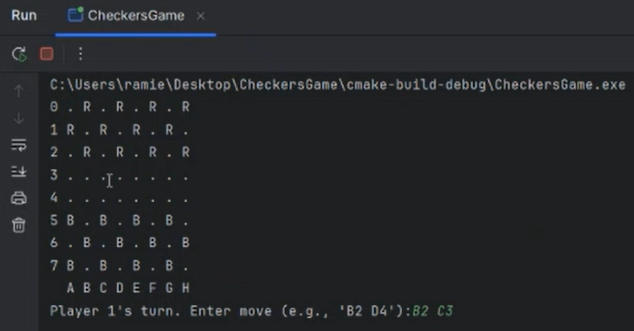 Run CheckersGame
C:\Users\ramie\Desktop\CheckersGame\cmake-build-debug\CheckersGame.exe
0 . R . R . R . R
1 R . R . R . R .
2 . R . R . R . R
3 . . . . . . . .
4 . . . . . . . .
5 B . B . B . B .
6 . B . B . B . B
7 B . B . B . B .
A B C D E F G H
Player 1's turn. Enter move (e.g., 'B2 D4'):B2 C3